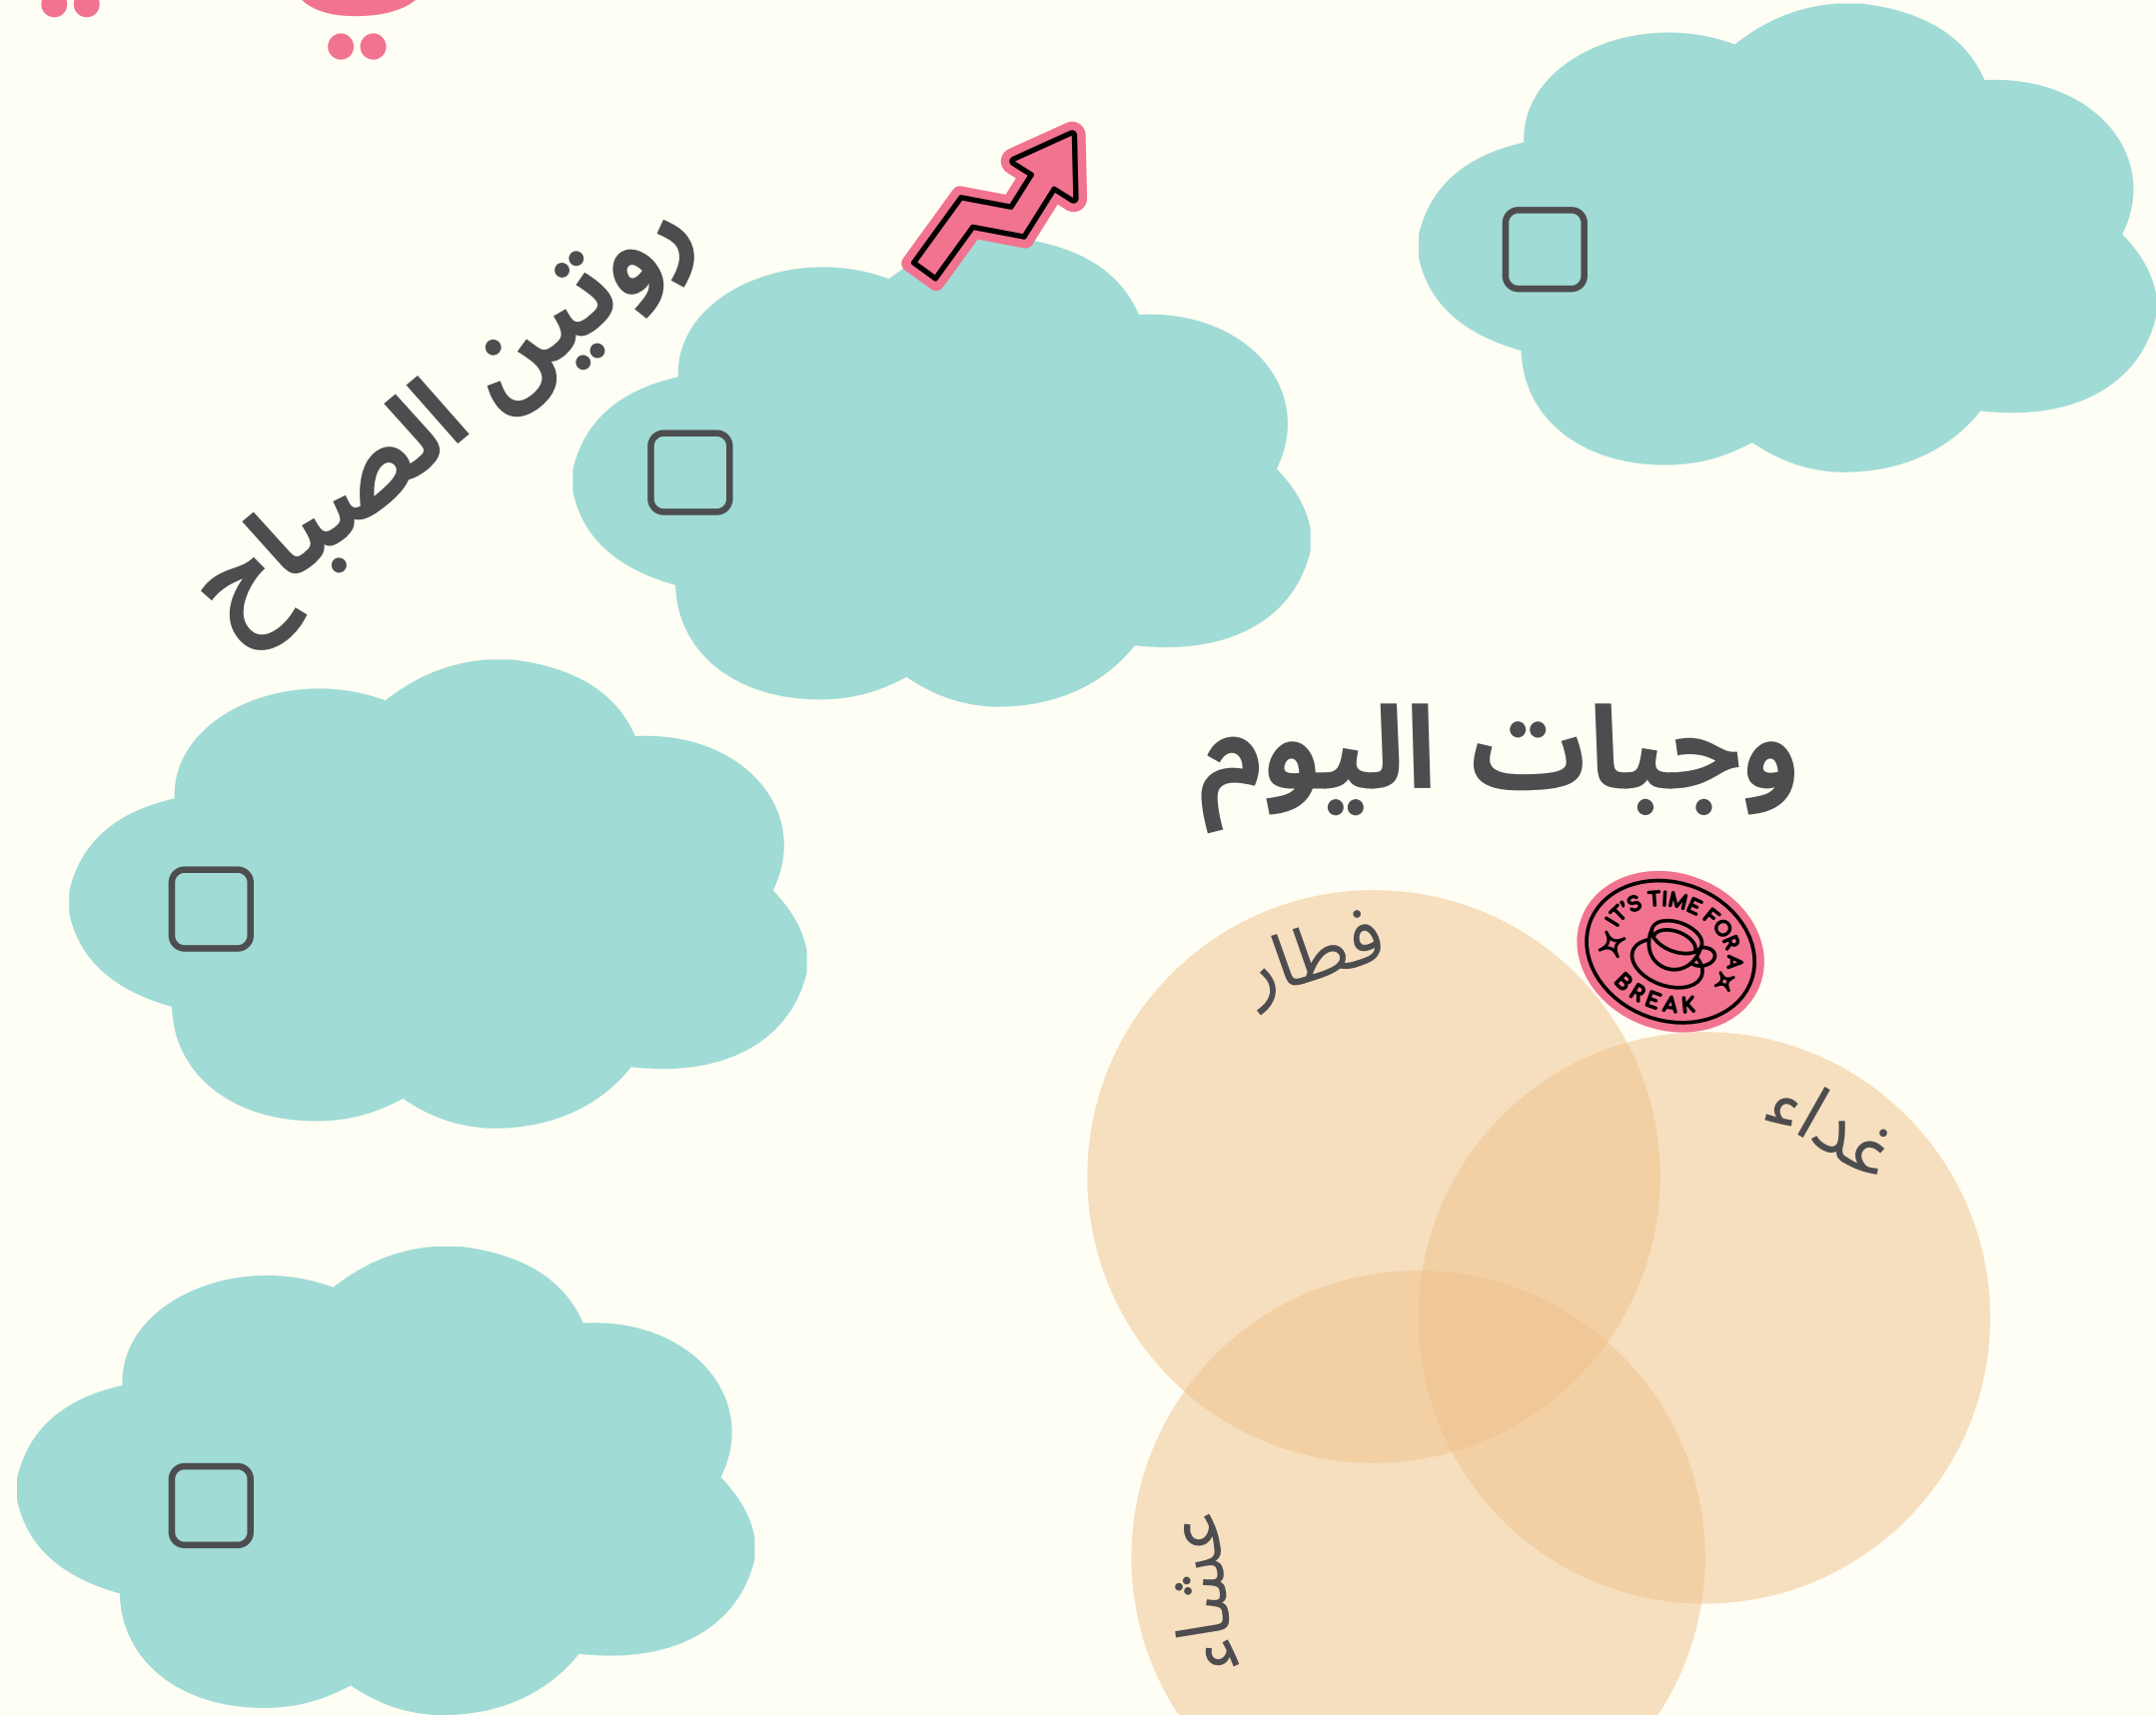 روتين الصباح
وجبات اليوم
IT'S TIME FOR A BREAK
فطار
غداء
عشاء